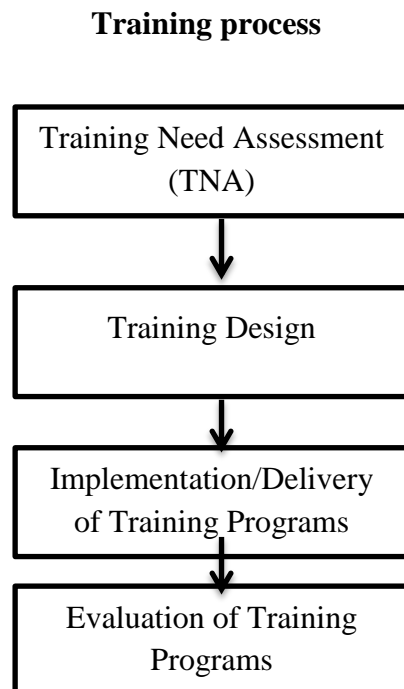 Training process
Training Need Assessment
(TNA)
Training Design
Implementation/Delivery
of Training Programs
Evaluation of Training
Programs